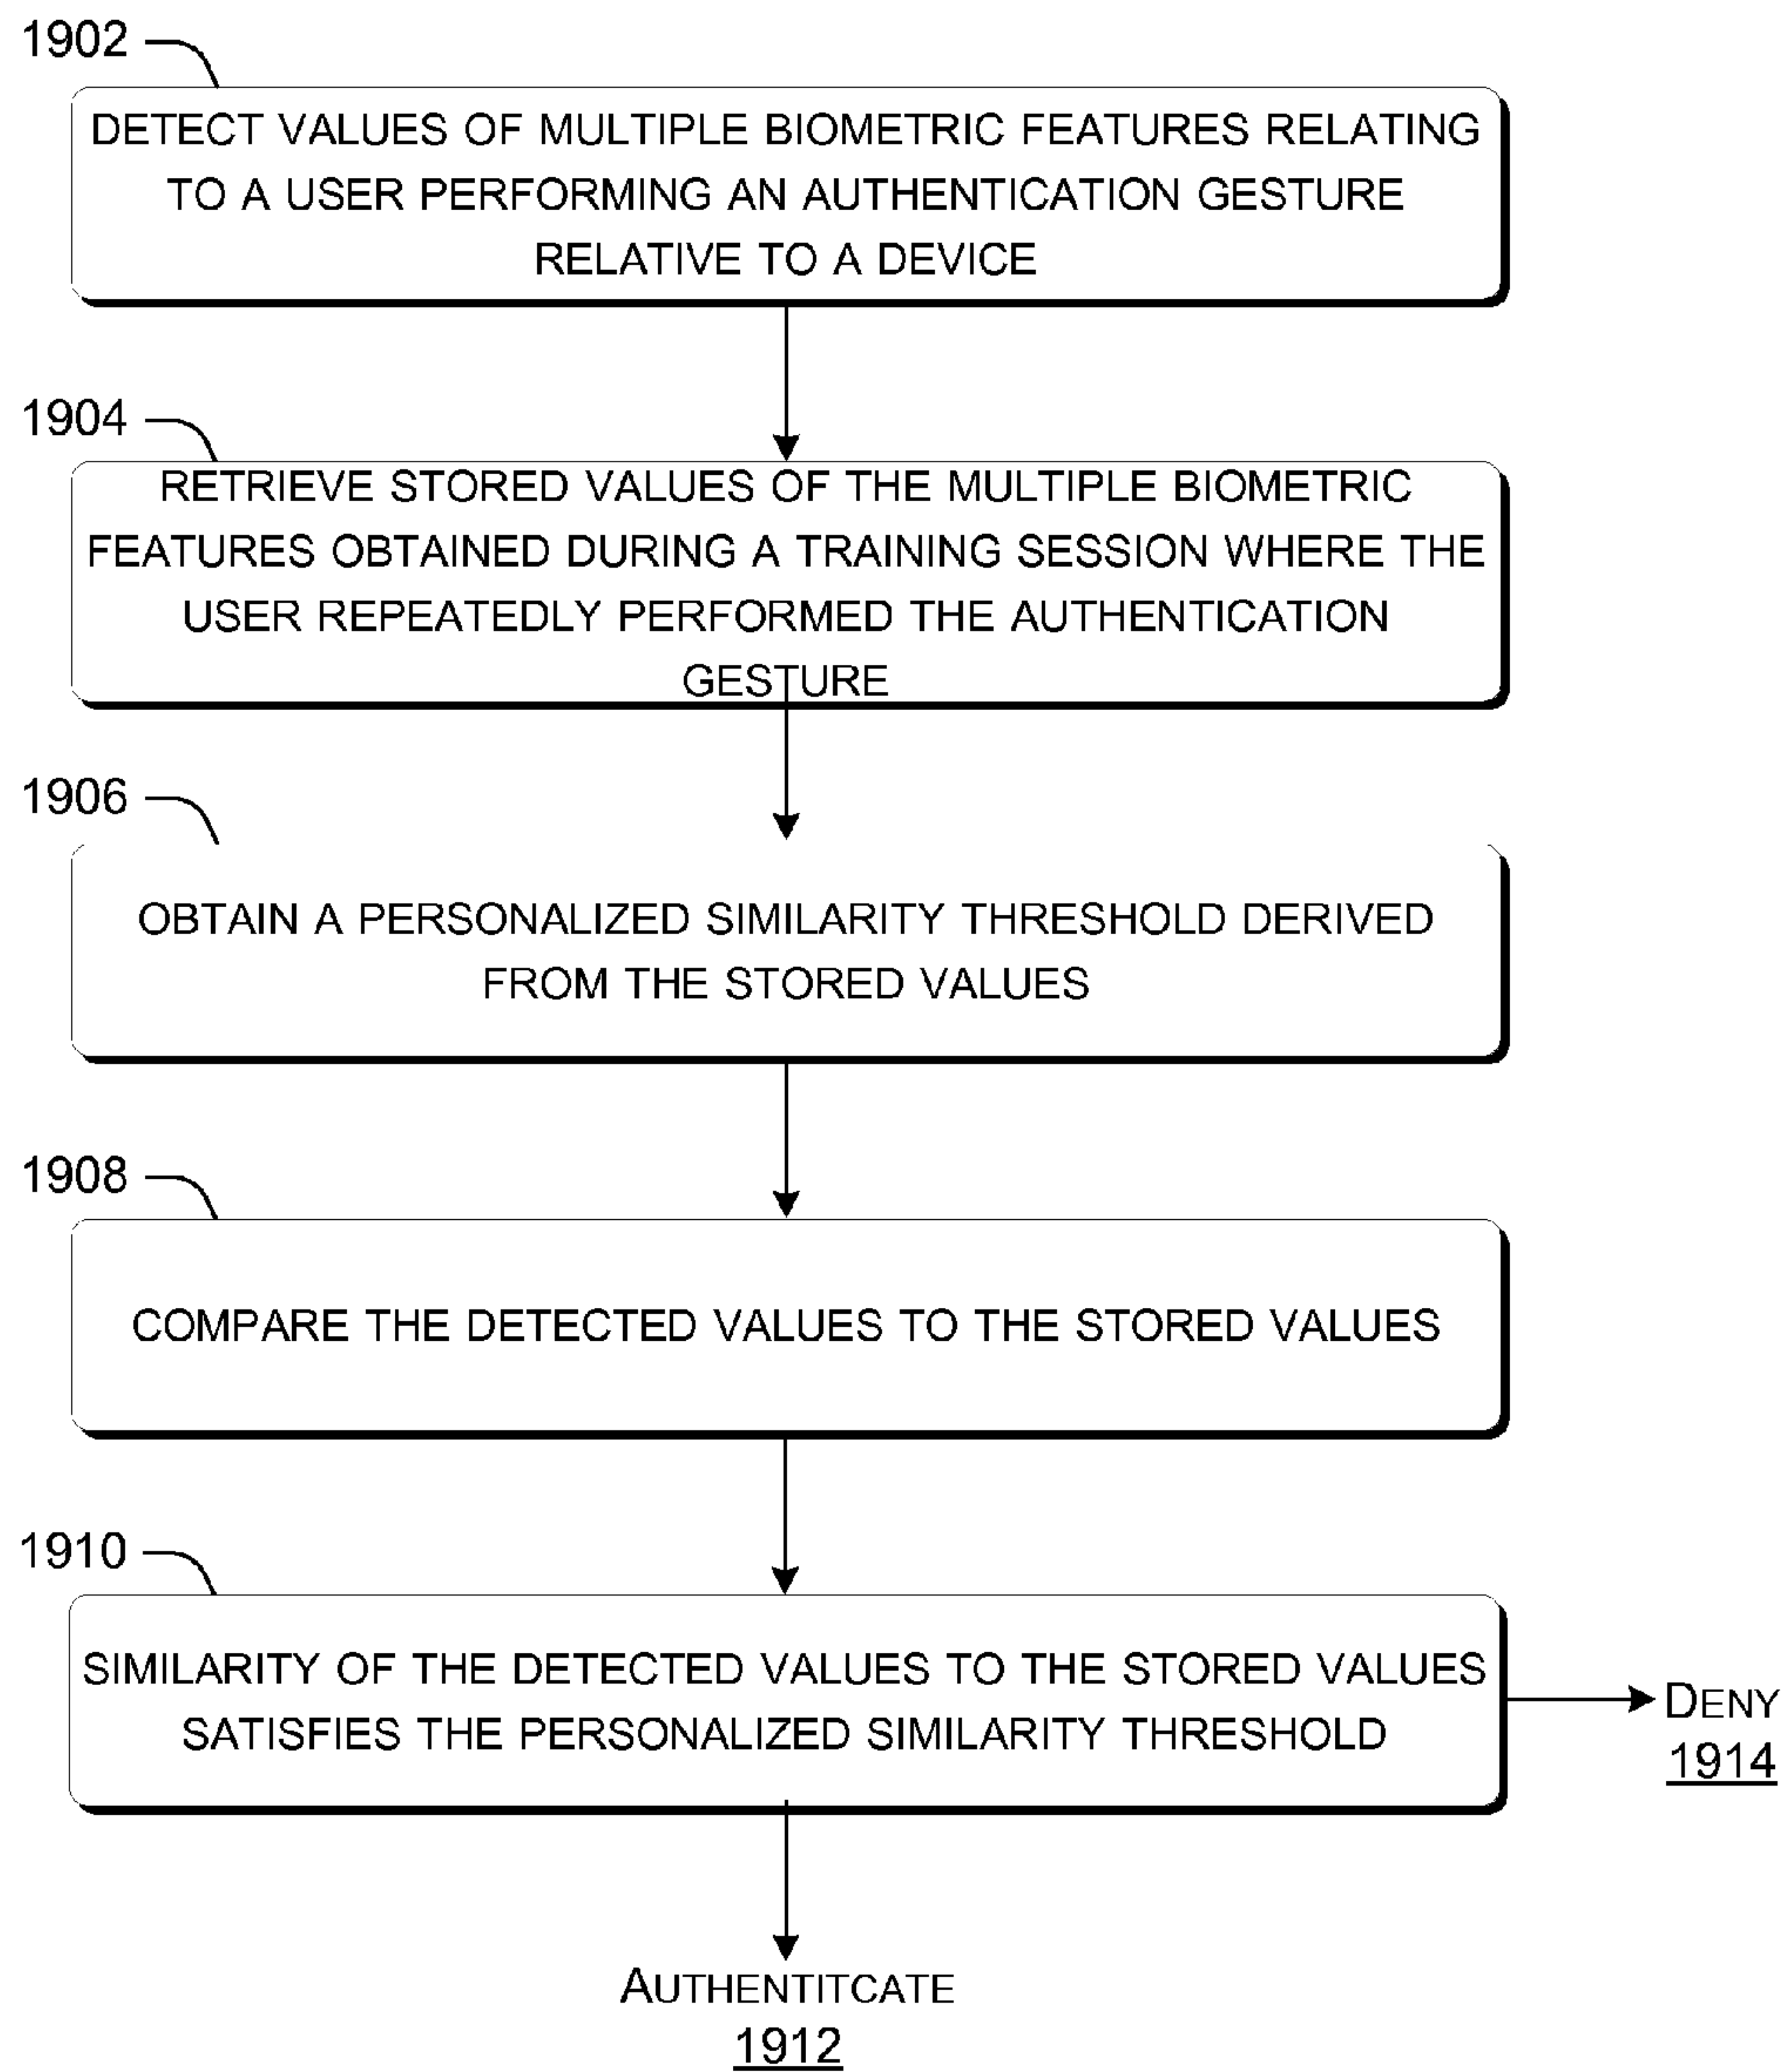 1902
DETECT VALUES OF MULTIPLE BIOMETRIC FEATURES RELATING
TO A USER PERFORMING AN AUTHENTICATION GESTURE
RELATIVE TO A DEVICE
1904
RETRIEVE STORED VALUES OF THE MULTIPLE BIOMETRIC
FEATURES OBTAINED DURING A TRAINING SESSION WHERE THE
USER REPEATEDLY PERFORMED THE AUTHENTICATION
GESTURE
1906
OBTAIN A PERSONALIZED SIMILARITY THRESHOLD DERIVED
FROM THE STORED VALUES
1908
COMPARE THE DETECTED VALUES TO THE STORED VALUES
1910
SIMILARITY OF THE DETECTED VALUES TO THE STORED VALUES
SATISFIES THE PERSONALIZED SIMILARITY THRESHOLD
DENY
1914
AUTHENTITCATE
1912